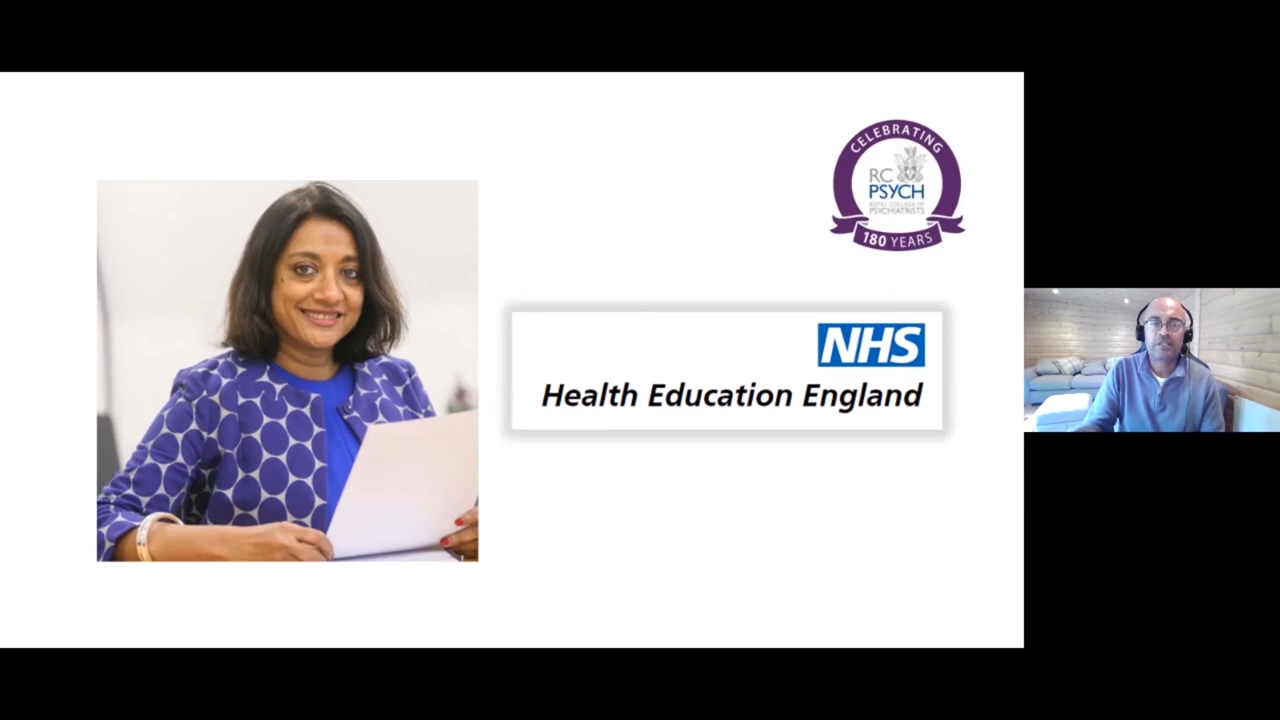 CELEBRATING
RC
PSYCH
ROYAL COLLEGE OF
PSYCHIATRISTS
180 YEARS
NHS
Health Education England